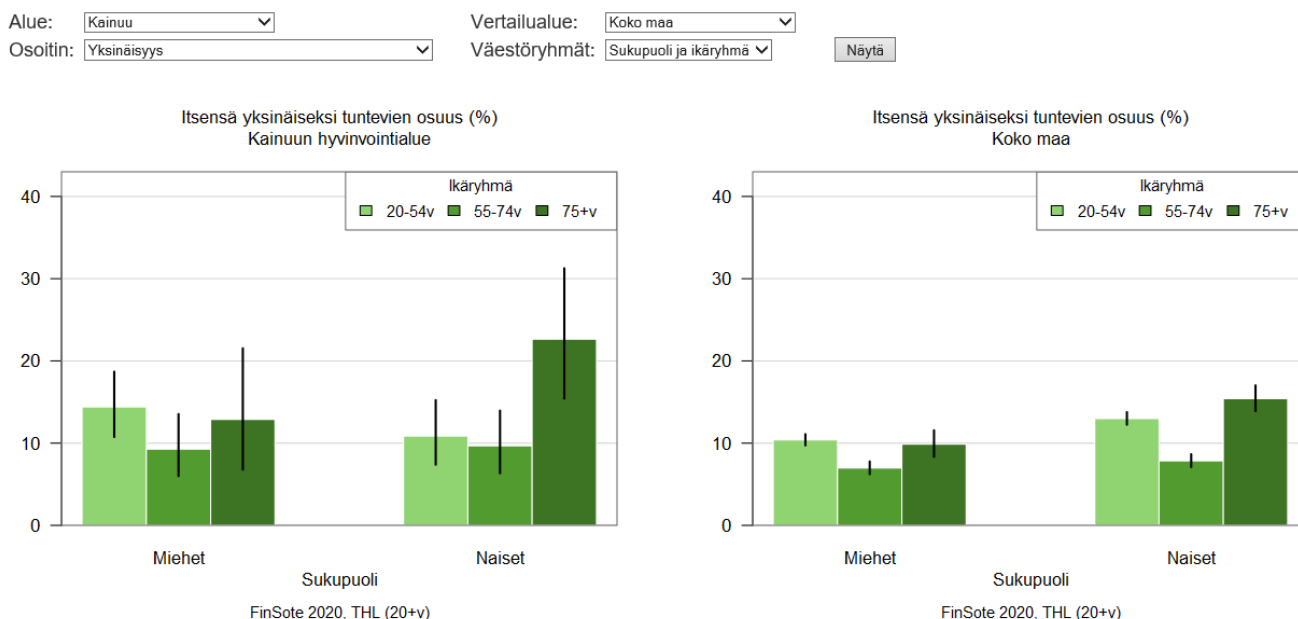 Alue: Kainuu Vertailualue: Koko maa
Osoitin: Yksinäisyys Väestöryhmät: Sukupuoli ja ikäryhmä Näytä
Itsensä yksinäiseksi tuntevien osuus (%)
Kainuun hyvinvointialue
Ikäryhmä
20-54v 55-74v 75+v
40
30
20
10
0
Miehet Naiset
Sukupuoli
FinSote 2020, THL (20+v)
Itsensä yksinäiseksi tuntevien osuus (%)
Koko maa
Ikäryhmä
20-54v 55-74v 75+v
40
30
20
10
0
Miehet Naiset
Sukupuoli
FinSote 2020, THL (20+v)